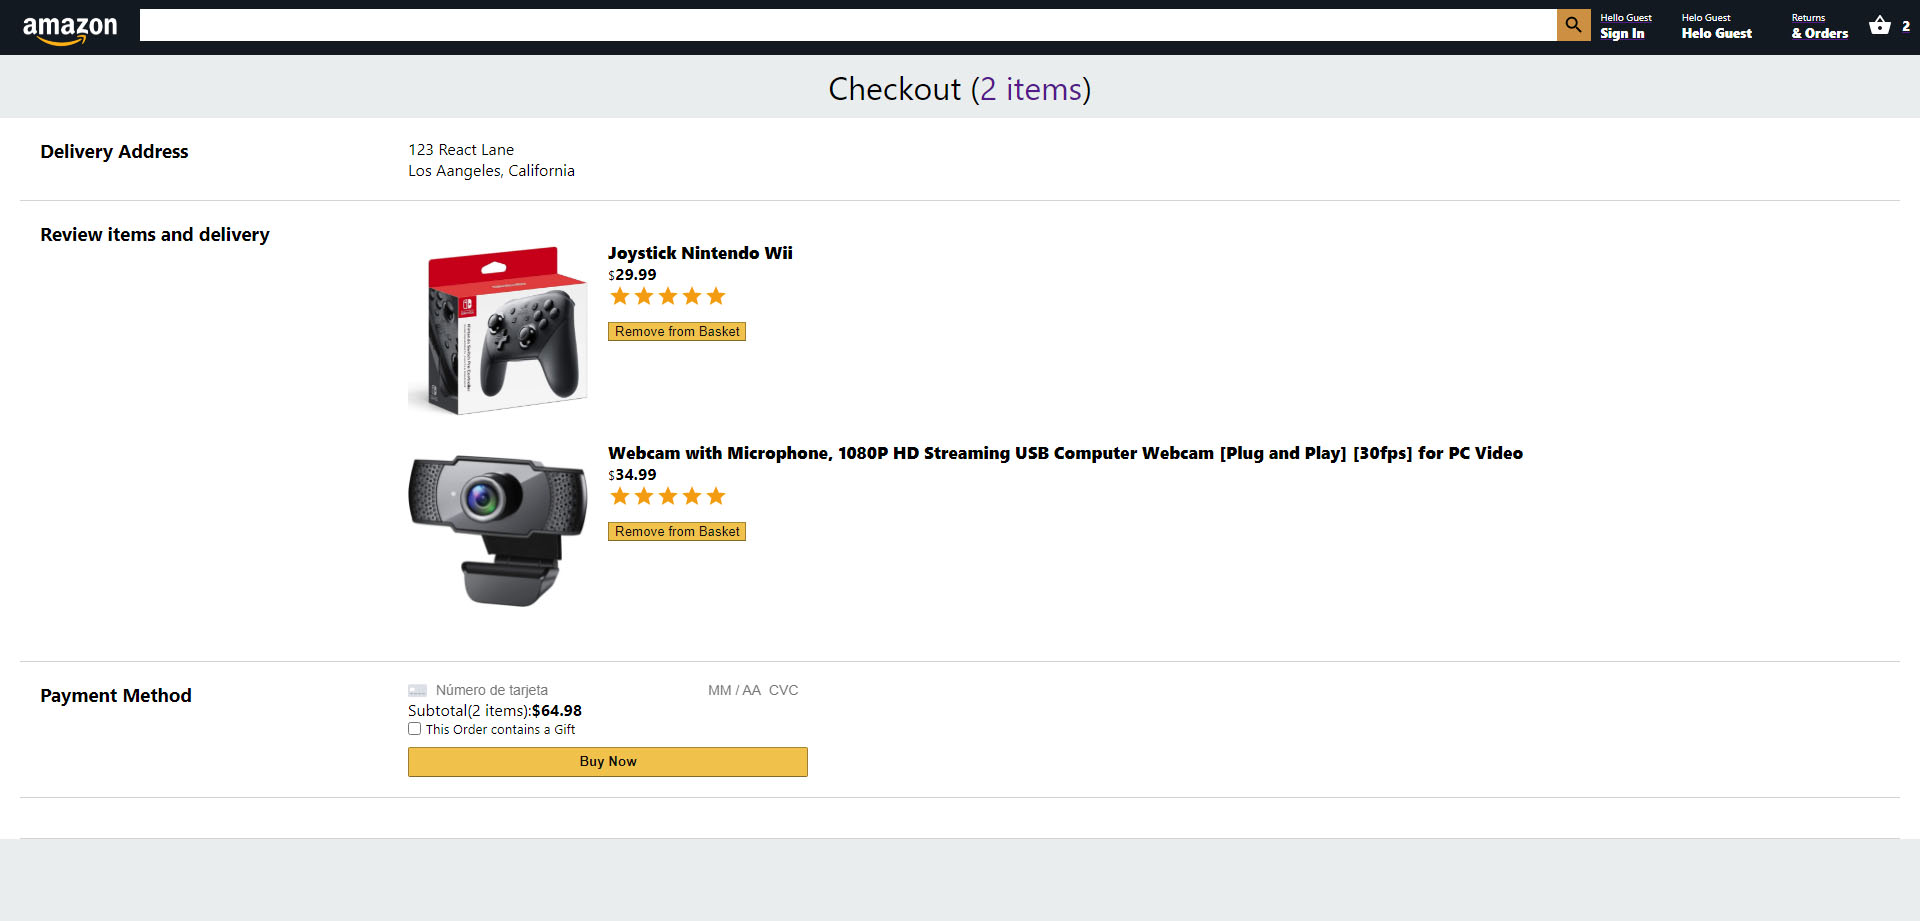 amazon
Hello Guest
Sign In
Helo Guest
Helo Guest
Returns
& Orders
2
Checkout (2 items)
Delivery Address
123 React Lane
Los Aangeles, California
Review items and delivery
Joystick Nintendo Wii
$29.99
Remove from Basket
Webcam with Microphone, 1080P HD Streaming USB Computer Webcam [Plug and Play] [30fps] for PC Video
$34.99
Remove from Basket
Payment Method
Número de tarjeta MM / AA CVC
Subtotal(2 items):$64.98
This Order contains a Gift
Buy Now